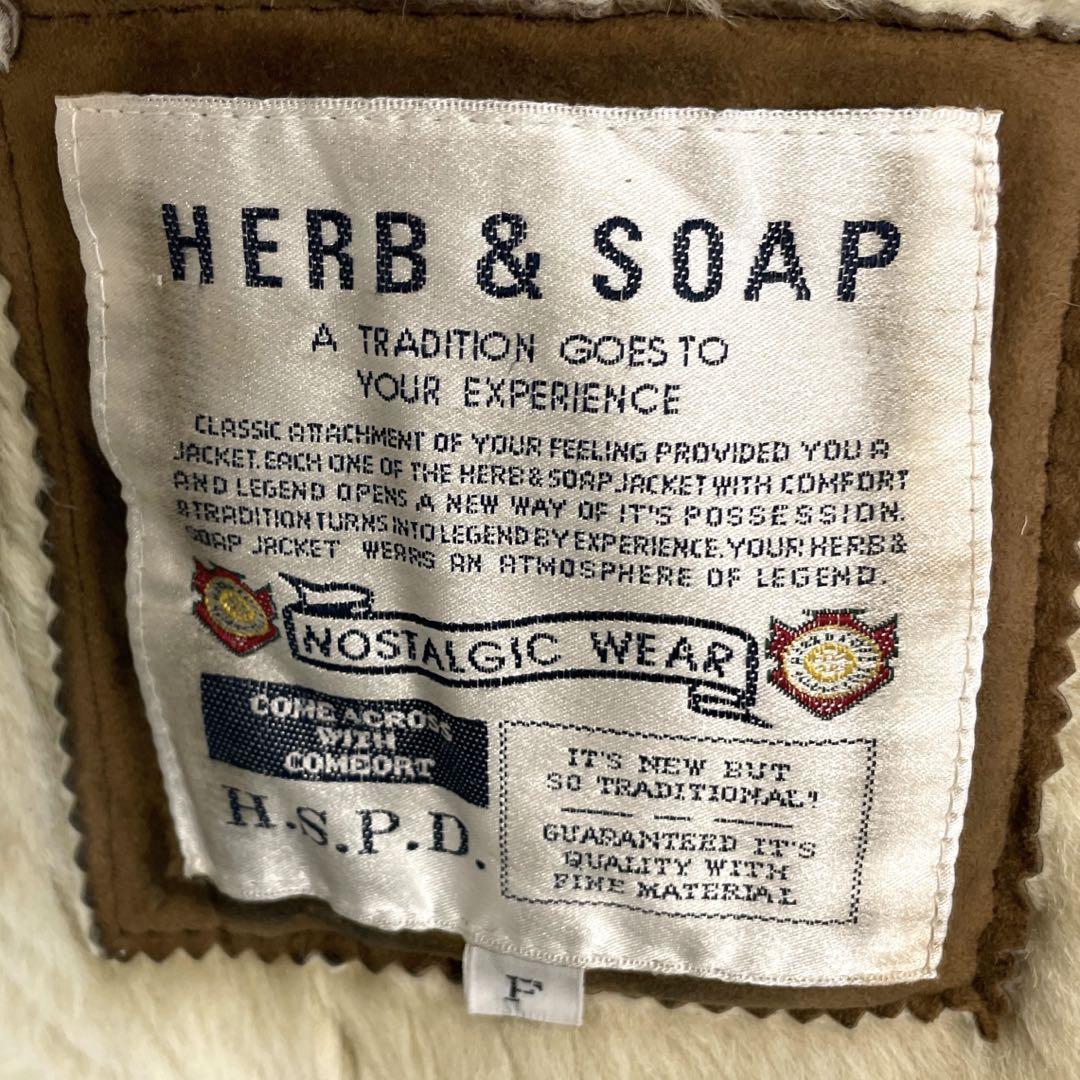 HERB & SOAP
A TRADITION GOES TO
YOUR EXPERIENCE
CLASSIC ATTACHMENT OF YOUR FEELING PROVIDED YOU A
JACKET. EACH ONE OF THE HERB & SOAP JACKET WITH COMFORT
AND LEGEND OPENS A NEW WAY OF IT'S POSSESSION.
A TRADITION TURNS INTO LEGEND BY EXPERIENCE. YOUR HERB &
SOAP JACKET WEARS AN ATMOSPHERE OF LEGEND.
NOSTALGIC WEAR
COME ACROSS
WITH
COMFORT
H.S.P.D.
IT'S NEW BUT
SO TRADITIONAL"
GUARANTEED IT'S
QUALITY WITH
FINE MATERIAL
F